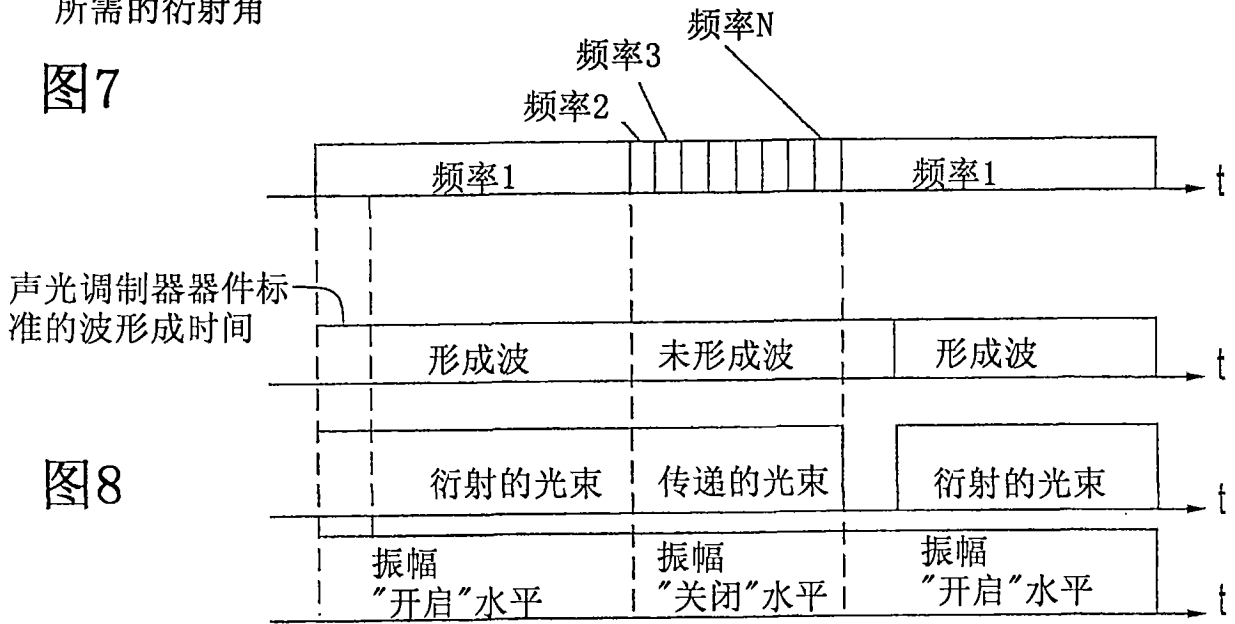 所需的衍射角
图7
频率N
频率3
频率2
频率1
频率1
t
声光调制器器件标
准的波形成时间
形成波
未形成波
形成波
t
图8
衍射的光束
传递的光束
衍射的光束
t
振幅
"开启"水平
振幅
"关闭"水平
振幅
"开启"水平
t